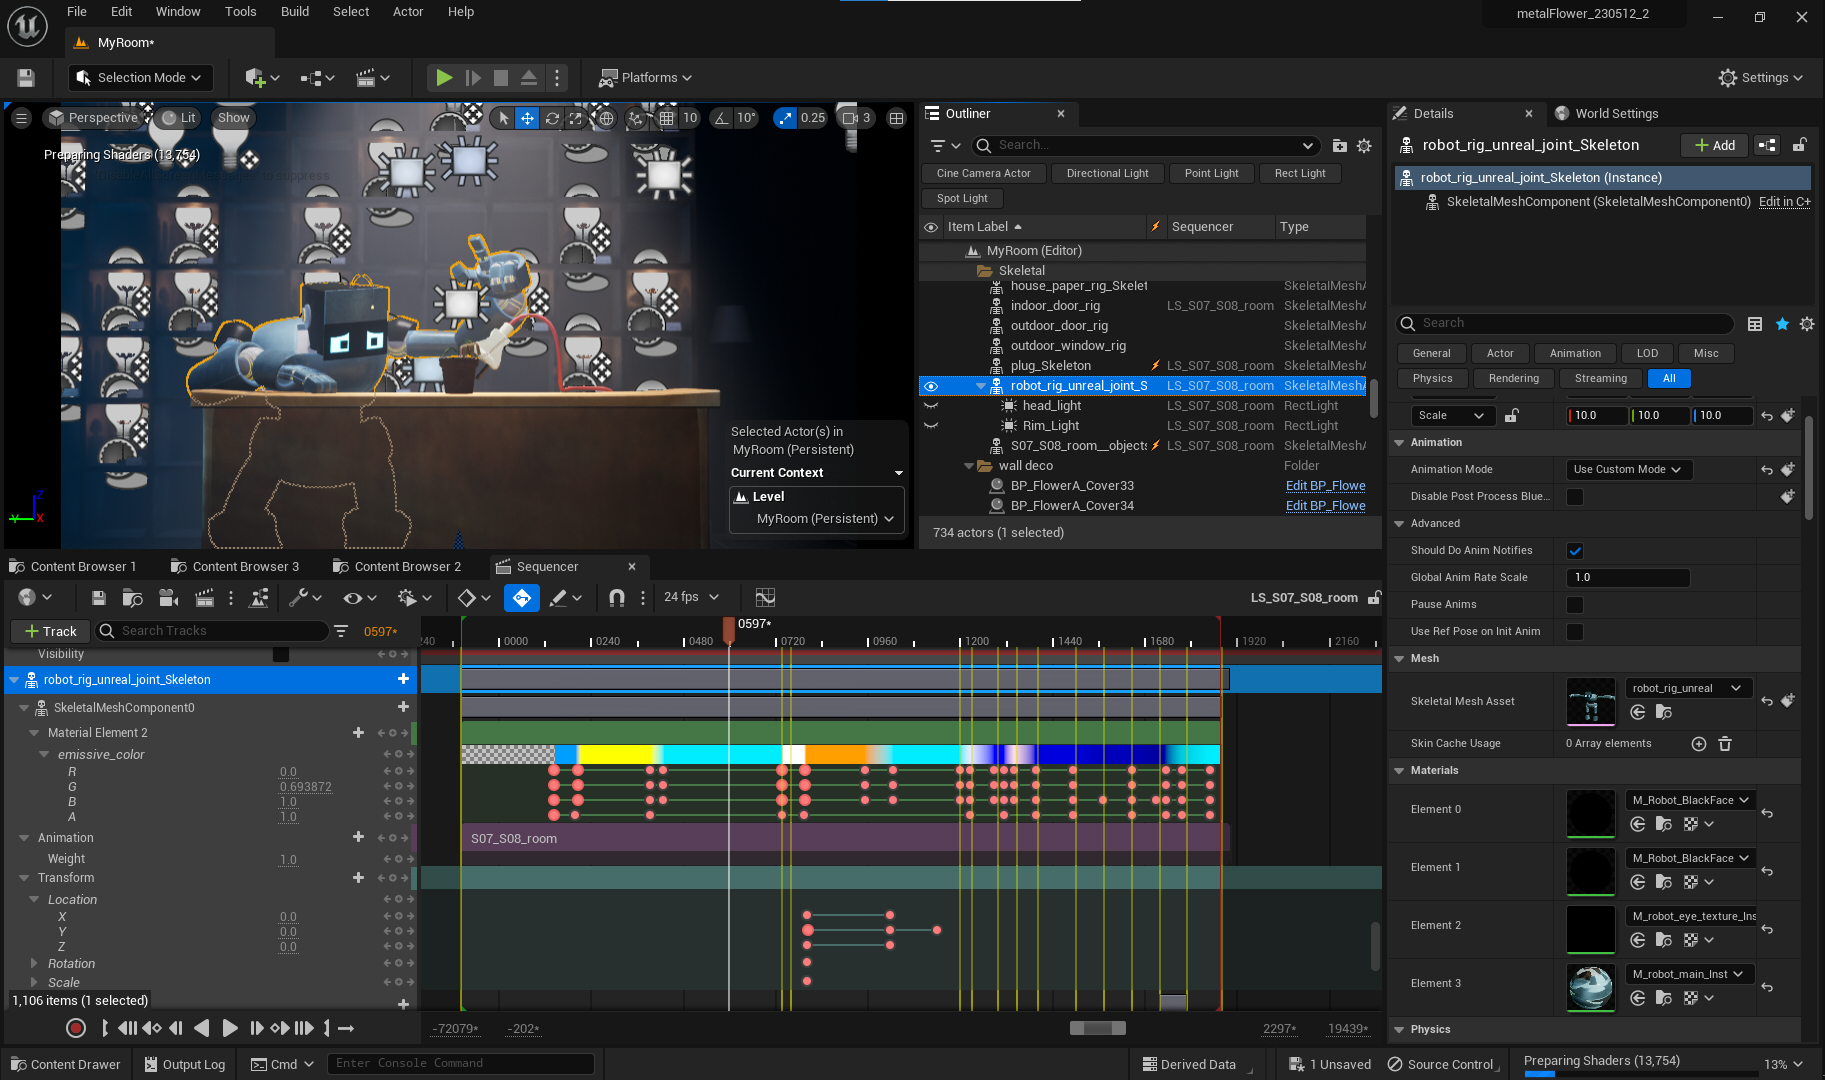 File Edit Window Tools Build Select Actor Help
metalFlower_230512_2
MyRoom*
Selection Mode
Platforms
Settings
Perspective Lit Show
10 10° 0.25 3
Preparing Shaders (13,754)
Selected Actor(s) in
MyRoom (Persistent)
Current Context
Level
MyRoom (Persistent)
Outliner
Search...
Cine Camera Actor Directional Light Point Light Rect Light
Spot Light
Item Label Sequencer Type
MyRoom (Editor)
Skeletal
house_paper_rig_Skelet SkeletalMeshA
indoor_door_rig LS_S07_S08_room SkeletalMeshA
outdoor_door_rig SkeletalMeshA
outdoor_window_rig SkeletalMeshA
plug_Skeleton LS_S07_S08_room SkeletalMeshA
robot_rig_unreal_joint_S LS_S07_S08_room SkeletalMeshA
head_light LS_S07_S08_room RectLight
Rim_Light LS_S07_S08_room RectLight
S07_S08_room__objects LS_S07_S08_room SkeletalMeshA
wall deco Folder
BP_FlowerA_Cover33 Edit BP_Flowe
BP_FlowerA_Cover34 Edit BP_Flowe
734 actors (1 selected)
Details World Settings
robot_rig_unreal_joint_Skeleton Add
robot_rig_unreal_joint_Skeleton (Instance)
SkeletalMeshComponent (SkeletalMeshComponent0) Edit in C+
Search
General Actor Animation LOD Misc
Physics Rendering Streaming All
Scale 10.0 10.0 10.0
Animation
Animation Mode Use Custom Mode
Disable Post Process Blue...
Advanced
Should Do Anim Notifies
Global Anim Rate Scale 1.0
Pause Anims
Use Ref Pose on Init Anim
Mesh
Skeletal Mesh Asset robot_rig_unreal
Skin Cache Usage 0 Array elements
Materials
Element 0 M_Robot_BlackFace
Element 1 M_Robot_BlackFace
Element 2 M_robot_eye_texture_Ins
Element 3 M_robot_main_Inst
Physics
Content Browser 1 Content Browser 3 Content Browser 2 Sequencer
24 fps
LS_S07_S08_room
Track Search Tracks 0597*
0597*
240 0000 0240 0480 0720 0960 1200 1440 1680 1920 2160
Visibility
robot_rig_unreal_joint_Skeleton
SkeletalMeshComponent0
Material Element 2
emissive_color
R 0.0
G 0.693872
B 1.0
A 1.0
Animation
S07_S08_room
Weight 1.0
Transform
Location
X 0.0
Y 0.0
Z 0.0
Rotation
Scale
1,106 items (1 selected)
-72079* -202* 2297* 19439*
Content Drawer Output Log Cmd Enter Console Command
Derived Data 1 Unsaved Source Control Preparing Shaders (13,754) 13%